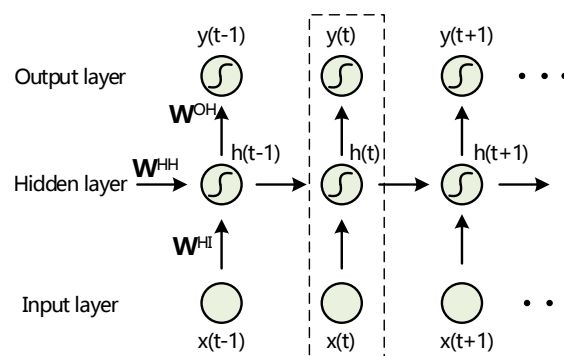 y(t-1) y(t) y(t+1)
Output layer
W^OH
W^HH h(t-1) h(t) h(t+1)
Hidden layer
W^HI
Input layer
x(t-1) x(t) x(t+1)